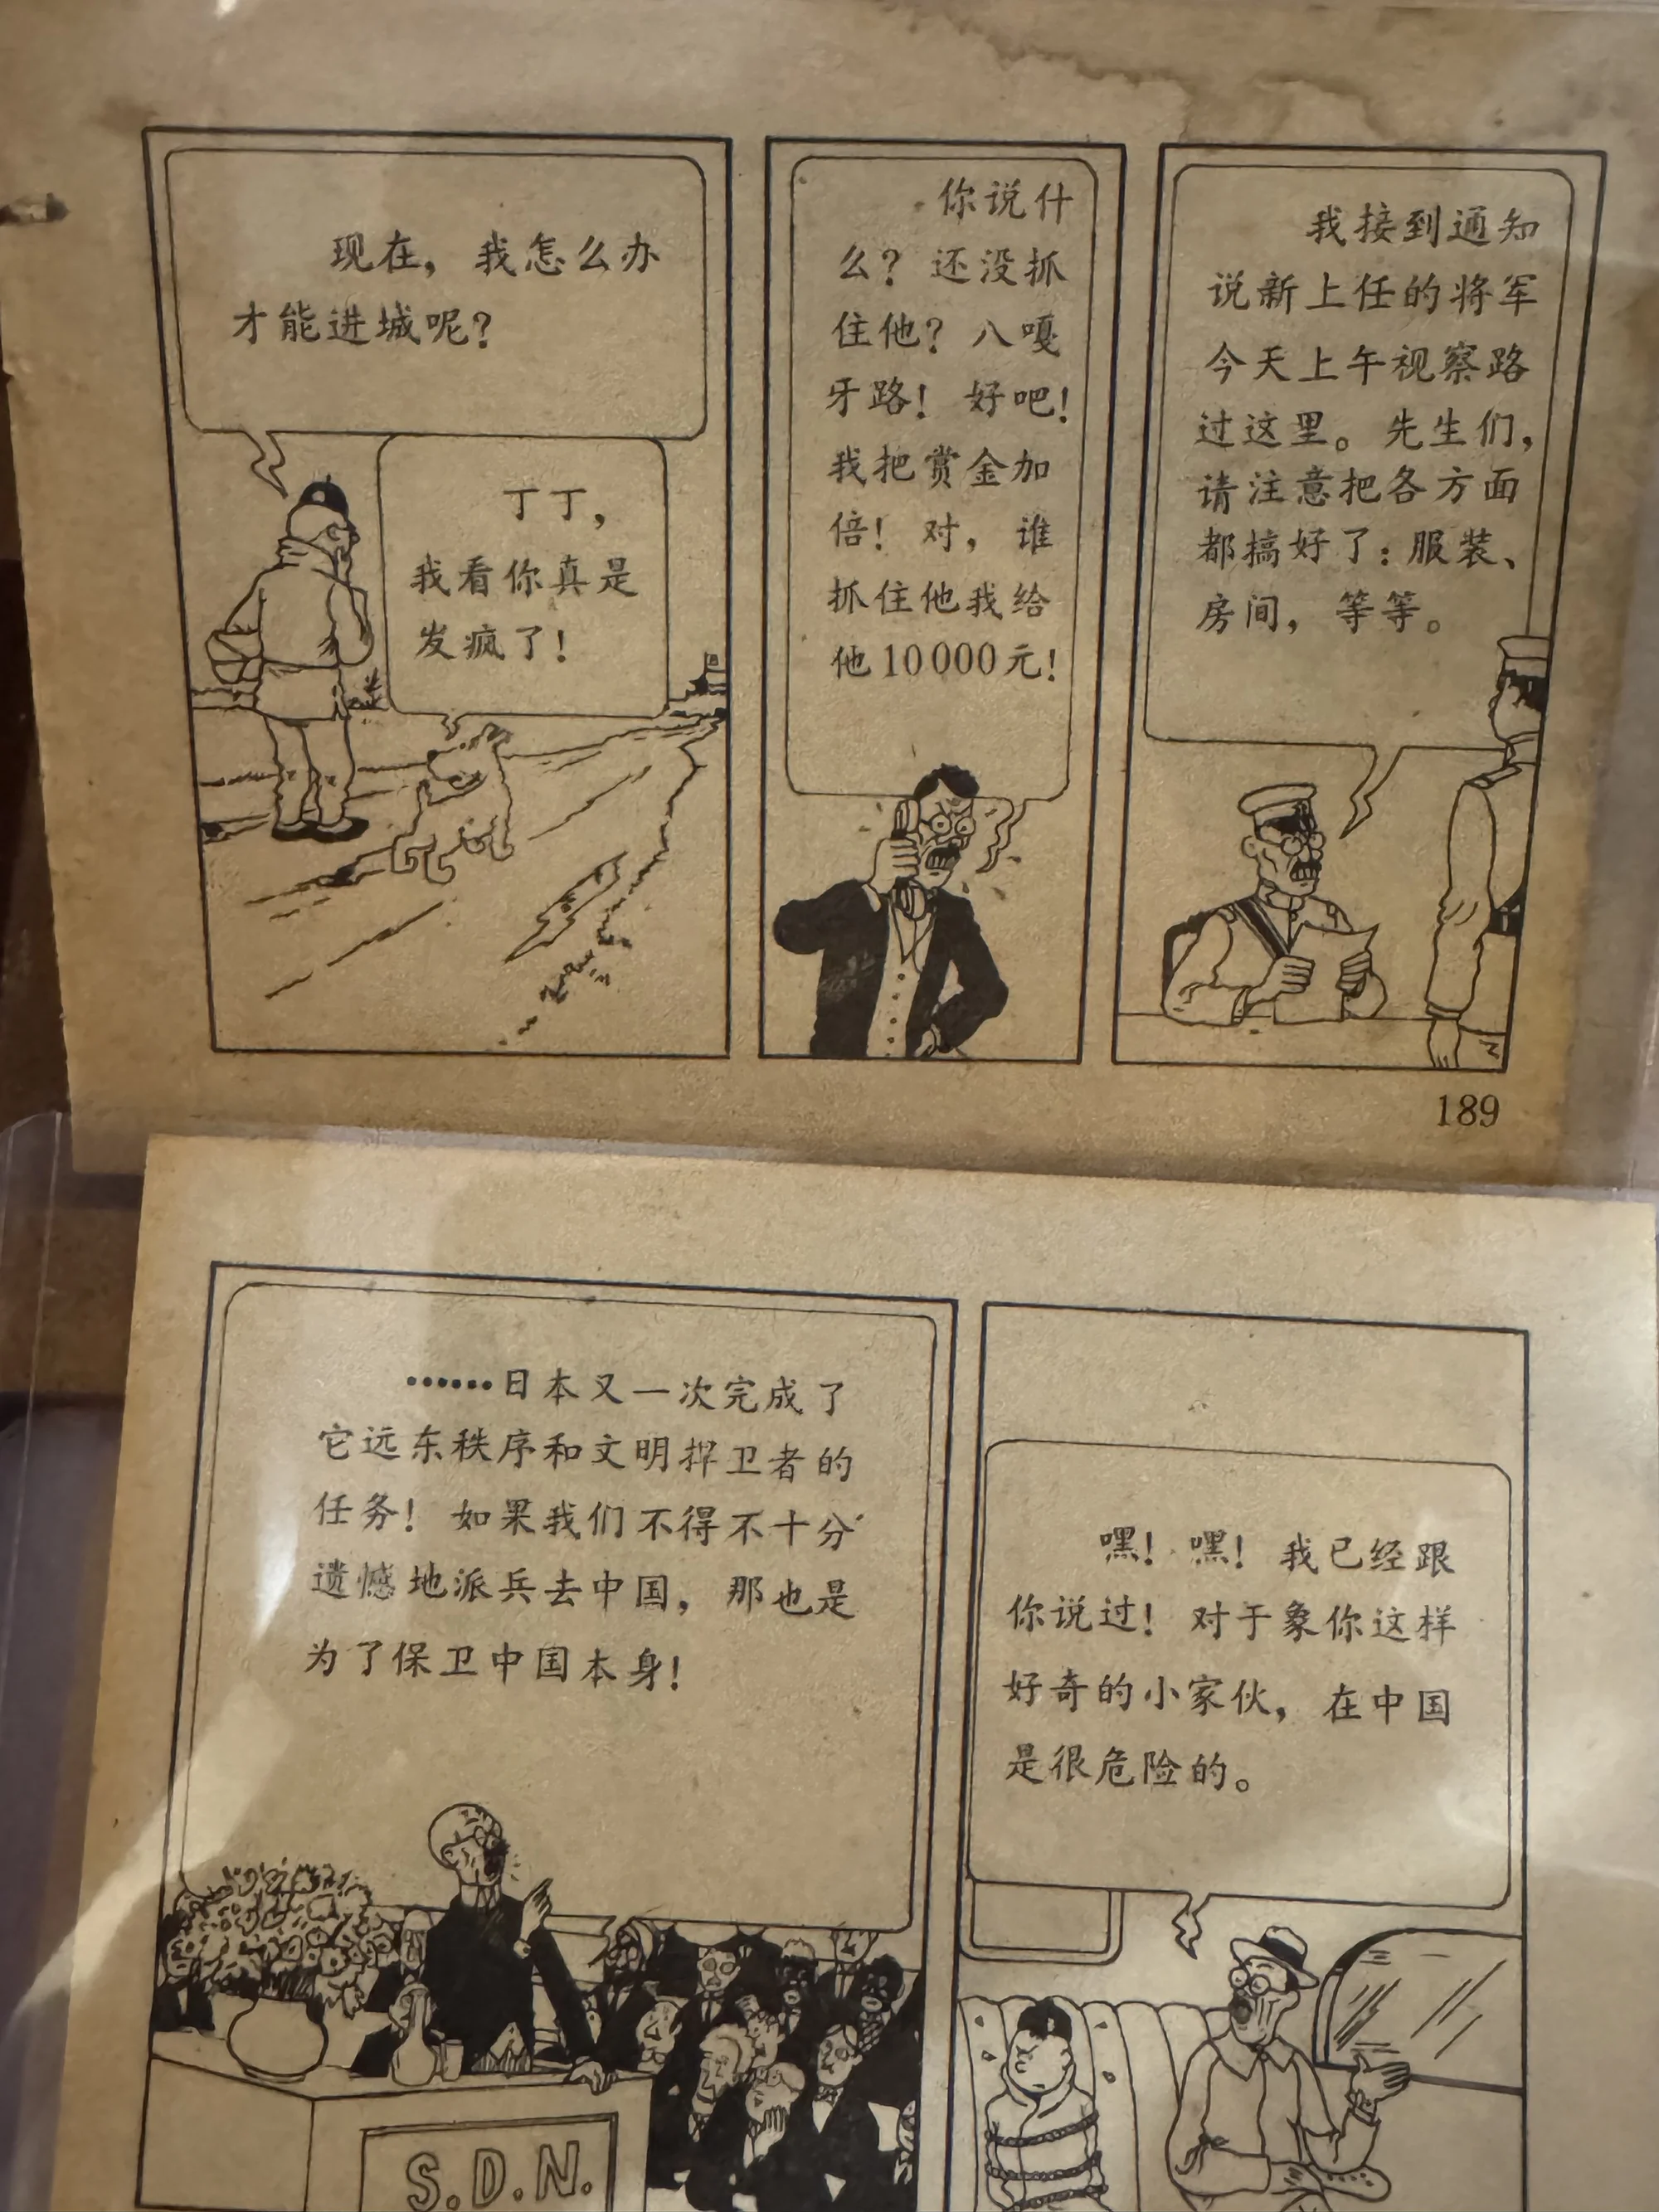 现在，我怎么办
才能进城呢？
丁丁，
我看你真是
发疯了！
你说什
么？还没抓
住他？八嘎
牙路！好吧！
我把赏金加
倍！对，谁
抓住他我给
他10000元！
我接到通知
说新上任的将军
今天上午视察路
过这里。先生们，
请注意把各方面
都搞好了：服装、
房间，等等。
189
……日本又一次完成了
它远东秩序和文明捍卫者的
任务！如果我们不得不十分
遗憾地派兵去中国，那也是
为了保卫中国本身！
S.D.N.
嘿！嘿！我已经跟
你说过！对于象你这样
好奇的小家伙，在中国
是很危险的。